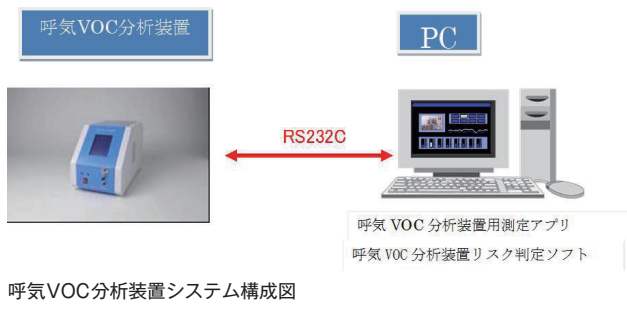 呼気VOC分析装置
PC
RS232C
呼気 VOC 分析装置用測定アプリ
呼気 VOC 分析装置リスク判定ソフト
呼気VOC分析装置システム構成図